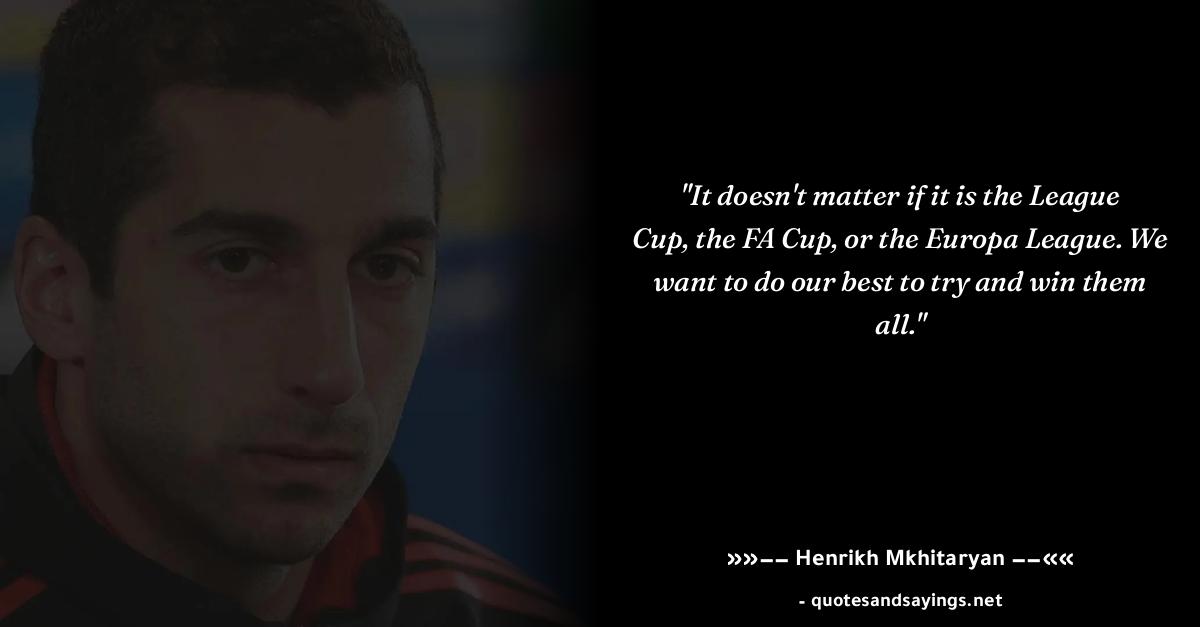 "It doesn't matter if it is the League
Cup, the FA Cup, or the Europa League. We
want to do our best to try and win them
all."
»»−− Henrikh Mkhitaryan −−««
- quotesandsayings.net